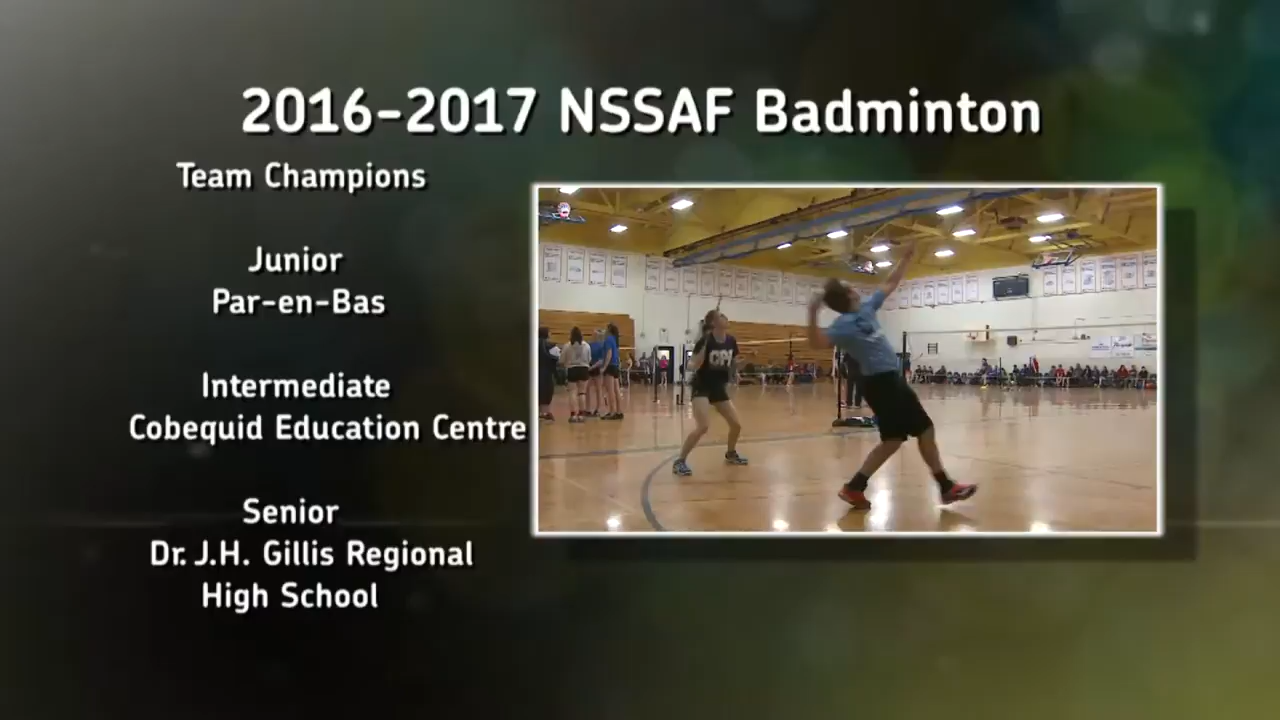 2016-2017 NSSAF Badminton
Team Champions
Junior
Par-en-Bas
Intermediate
Cobequid Education Centre
Senior
Dr. J.H. Gillis Regional
High School